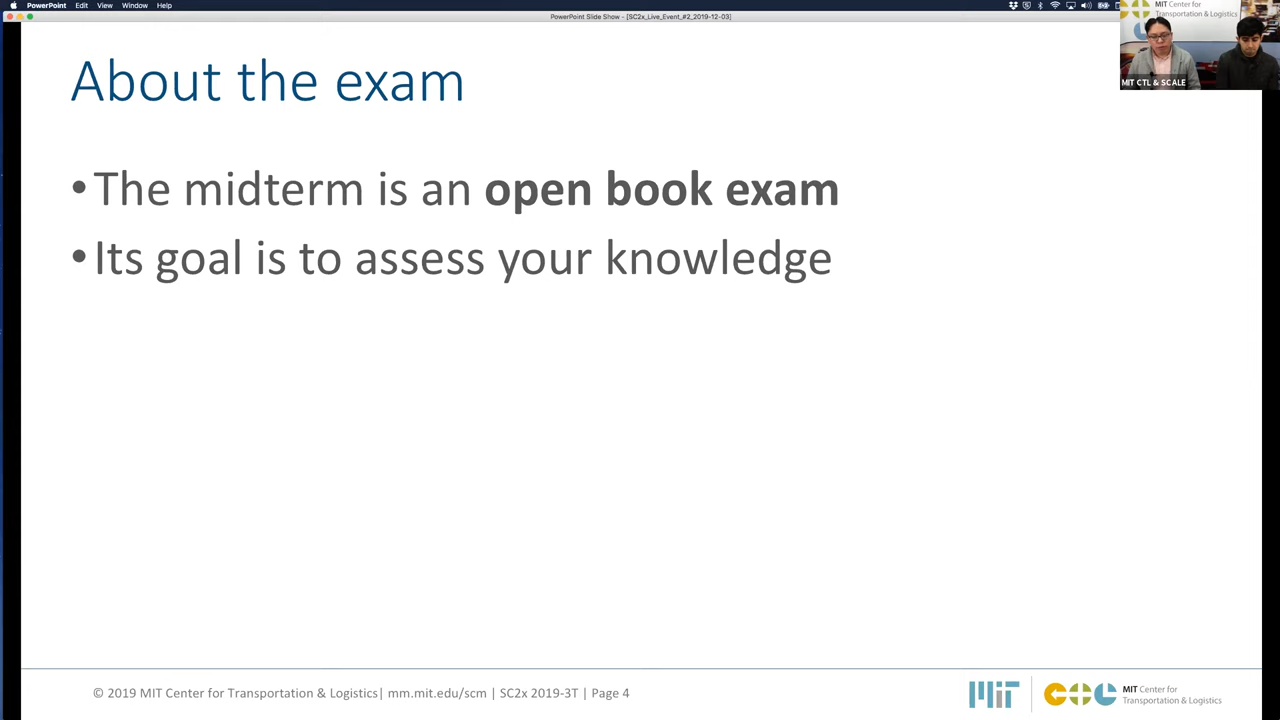 PowerPoint Edit View Window Help
PowerPoint Slide Show - [SC2x_Live_Event_#2_2019-12-03]
MIT Center for
Transportation & Logistics
MIT CTL & SCALE
About the exam
•The midterm is an open book exam
•Its goal is to assess your knowledge
© 2019 MIT Center for Transportation & Logistics| mm.mit.edu/scm | SC2x 2019-3T | Page 4
MIT
CTL
MIT Center for
Transportation & Logistics